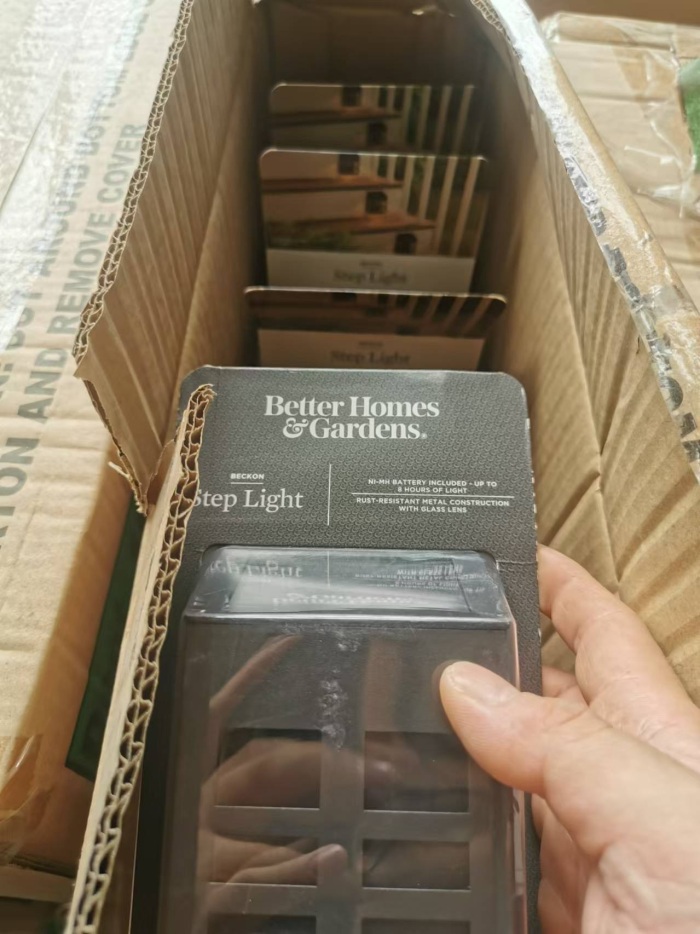 Better Homes
& Gardens®
BECKON
Step Light
NI-MH BATTERY INCLUDED - UP TO
8 HOURS OF LIGHT
RUST-RESISTANT METAL CONSTRUCTION
WITH GLASS LENS
Step Light
Step Light
AND REMOVE COVER